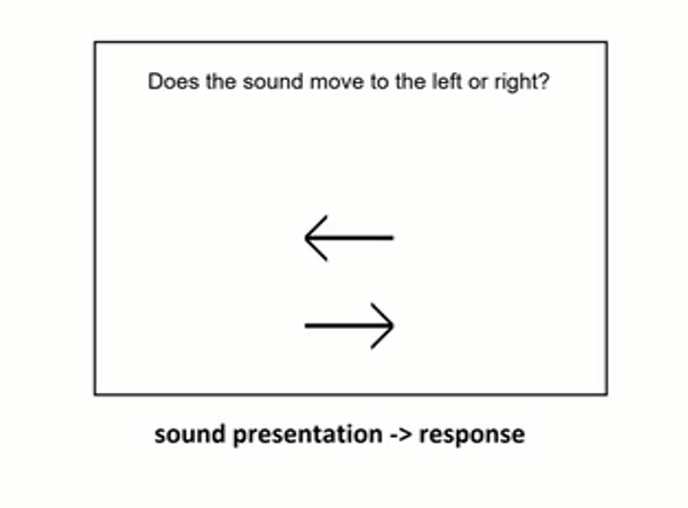 Does the sound move to the left or right?
sound presentation -> response